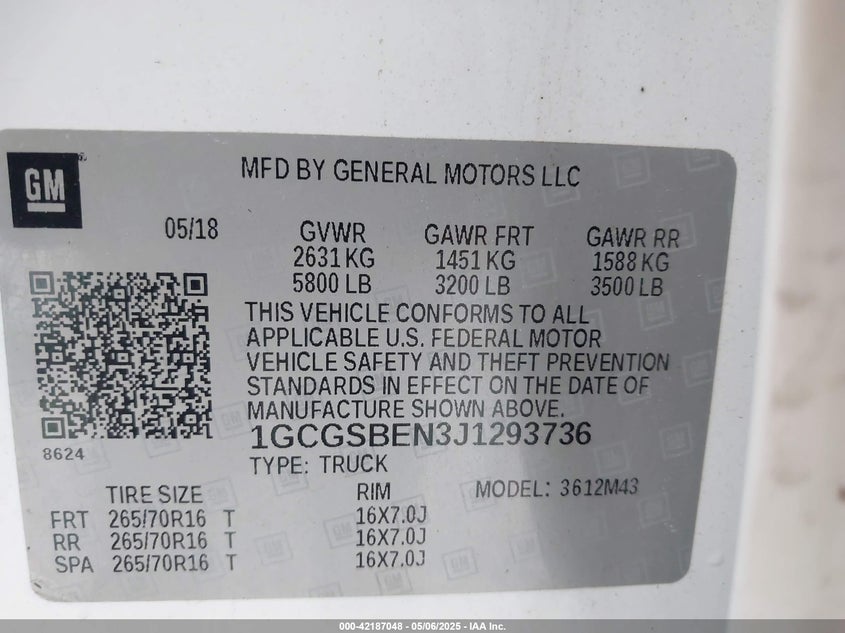 GM
MFD BY GENERAL MOTORS LLC
05/18 GVWR GAWR FRT GAWR RR
2631 KG 1451 KG 1588 KG
5800 LB 3200 LB 3500 LB
THIS VEHICLE CONFORMS TO ALL
APPLICABLE U.S. FEDERAL MOTOR
VEHICLE SAFETY AND THEFT PREVENTION
STANDARDS IN EFFECT ON THE DATE OF
MANUFACTURE SHOWN ABOVE.
1GCGSBEN3J1293736
8624
TYPE: TRUCK
TIRE SIZE RIM MODEL: 3612M43
FRT 265/70R16 T 16X7.0J
RR 265/70R16 T 16X7.0J
SPA 265/70R16 T 16X7.0J
000-42187048 - 05/06/2025 - IAA Inc.